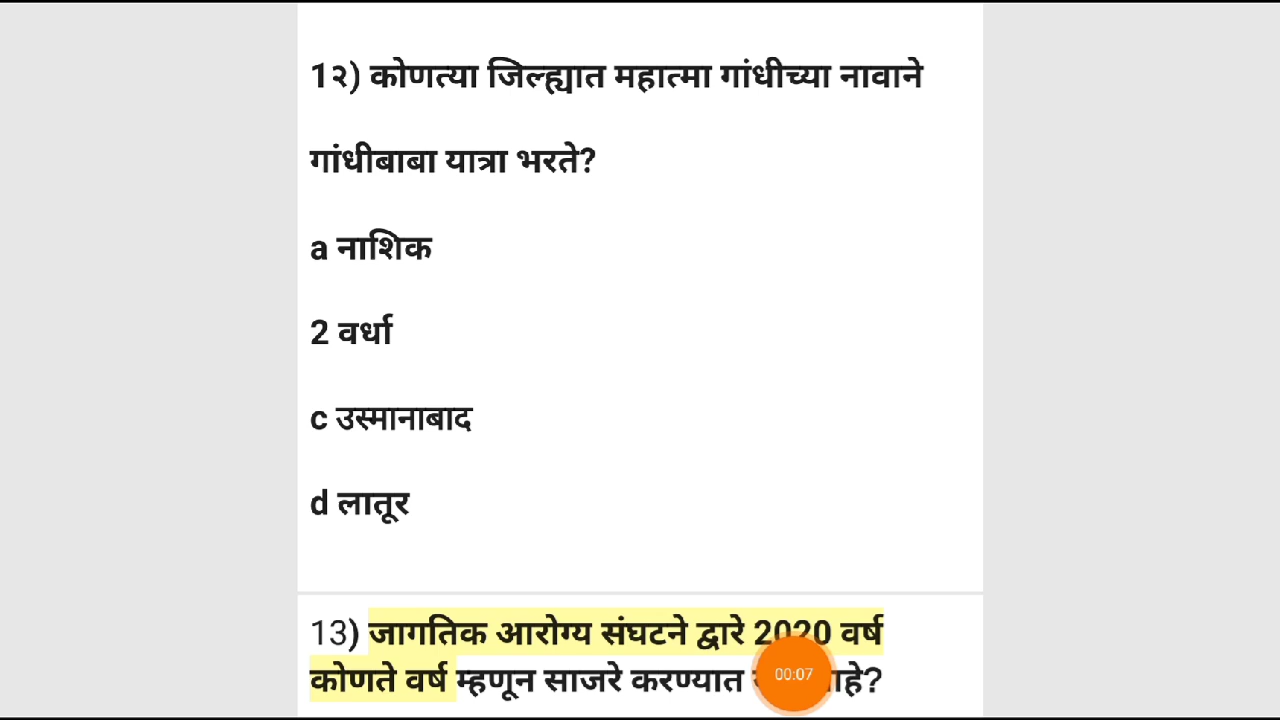 1२) कोणत्या जिल्ह्यात महात्मा गांधीच्या नावाने
गांधीबाबा यात्रा भरते?
a नाशिक
2 वर्धा
c उस्मानाबाद
d लातूर
13) जागतिक आरोग्य संघटने द्वारे 2020 वर्ष
कोणते वर्ष म्हणून साजरे करण्यात
00:07